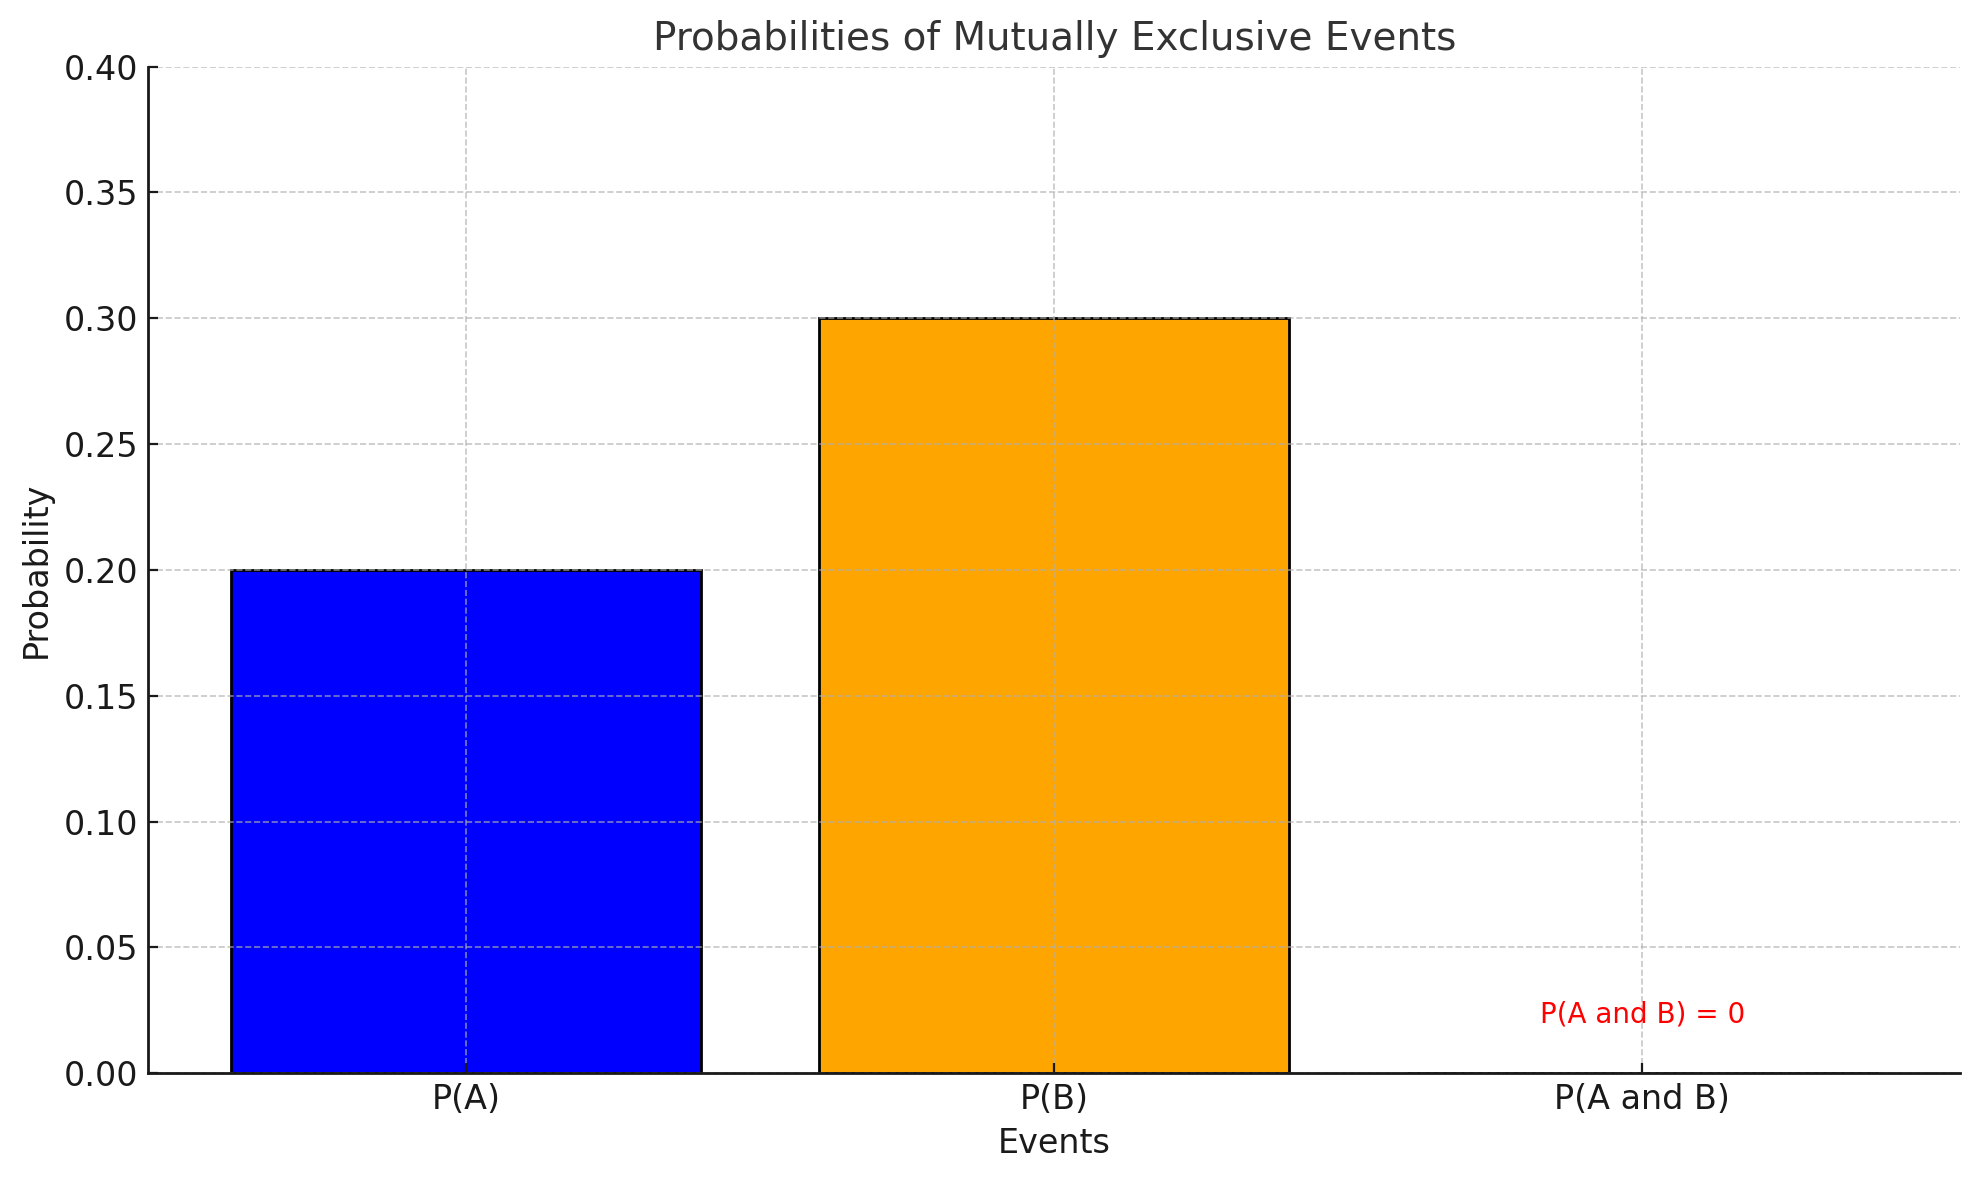 Probabilities of Mutually Exclusive Events
0.40
0.35
0.30
0.25
0.20
0.15
0.10
0.05
0.00
Probability
P(A and B) = 0
P(A)
P(B)
P(A and B)
Events